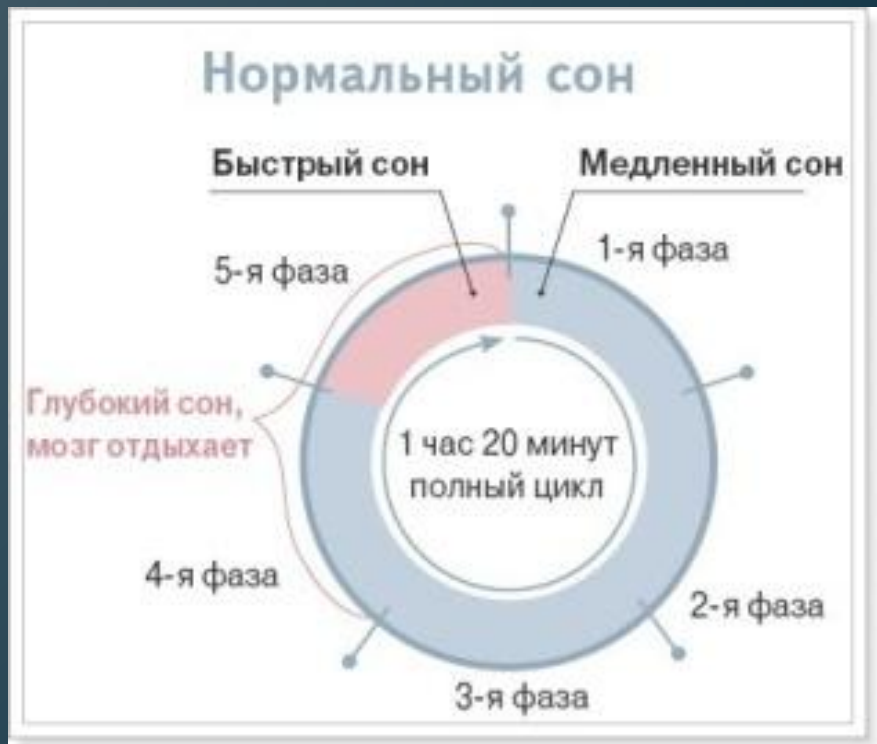 Нормальный сон
Быстрый сон
Медленный сон
5-я фаза
1-я фаза
Глубокий сон,
мозг отдыхает
1 час 20 минут
полный цикл
4-я фаза
2-я фаза
3-я фаза